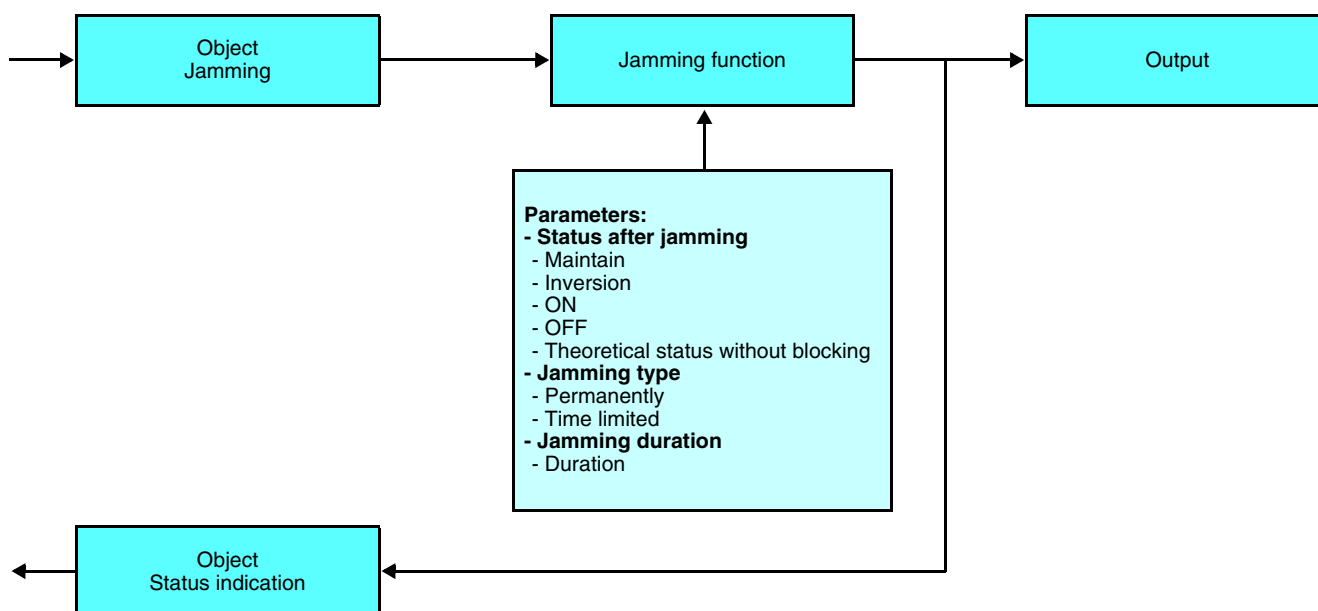 Object
Jamming
Jamming function
Output
Parameters:
- Status after jamming
- Maintain
- Inversion
- ON
- OFF
- Theoretical status without blocking
- Jamming type
- Permanently
- Time limited
- Jamming duration
- Duration
Object
Status indication